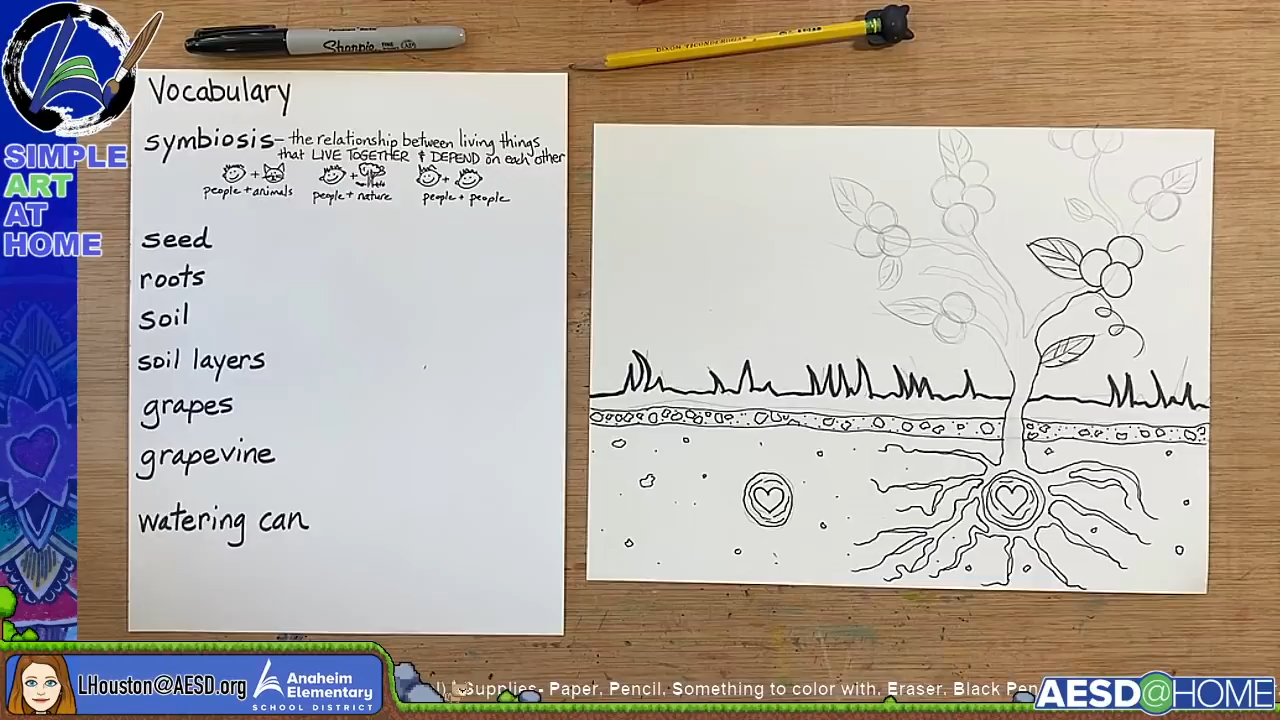 Sharpie
DIXON TICONDEROGA
SIMPLE
ART
AT
HOME
Vocabulary
symbiosis- the relationship between living things
that LIVE TOGETHER & DEPEND on each other
people + animals
people + nature
people + people
seed
roots
soil
soil layers
grapes
grapevine
watering can
LHouston@AESD.org
Anaheim
Elementary
SCHOOL DISTRICT
Supplies- Paper, Pencil, Something to color with, Eraser, Black Pen
AESD@HOME